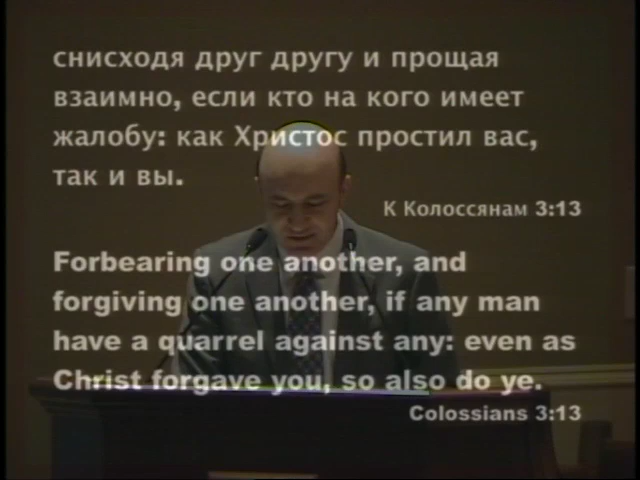 снисходя друг другу и прощая
взаимно, если кто на кого имеет
жалобу: как Христос простил вас,
так и вы.
К Колоссянам 3:13
Forbearing one another, and
forgiving one another, if any man
have a quarrel against any: even as
Christ forgave you, so also do ye.
Colossians 3:13